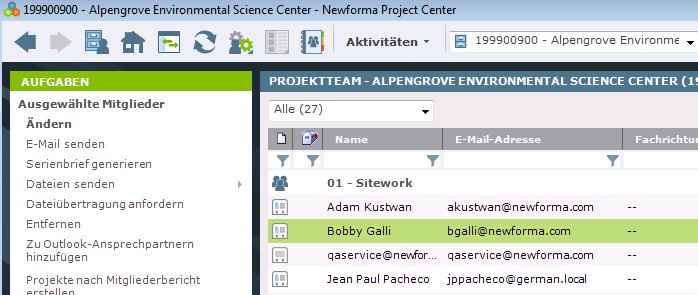 199900900 - Alpengrove Environmental Science Center - Newforma Project Center
Aktivitäten
199900900 - Alpengrove Environme
AUFGABEN
Ausgewählte Mitglieder
Ändern
E-Mail senden
Serienbrief generieren
Dateien senden
Dateiübertragung anfordern
Entfernen
Zu Outlook-Ansprechpartnern
hinzufügen
Projekte nach Mitgliederbericht
erstellen
PROJEKTTEAM - ALPENGROVE ENVIRONMENTAL SCIENCE CENTER (19
Alle (27)
Name E-Mail-Adresse Fachrichtun
01 - Sitework
Adam Kustwan akustwan@newforma.com --
Bobby Galli bgalli@newforma.com --
qaservice@newfor... qaservice@newforma.com --
Jean Paul Pacheco jppacheco@german.local --